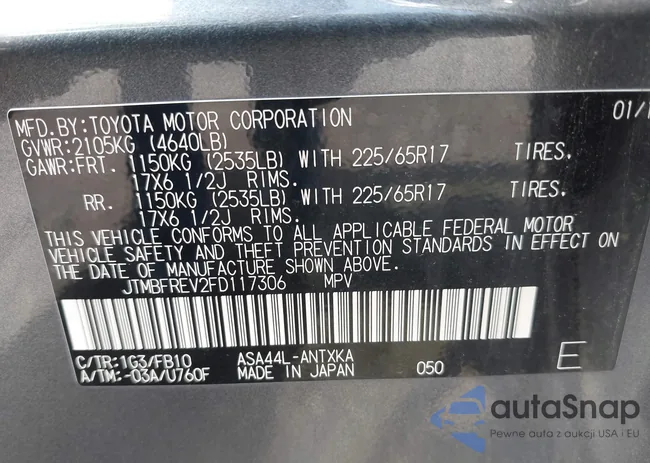 MFD.BY:TOYOTA MOTOR CORPORATION 01/1
GVWR:2105KG (4640LB)
GAWR:FRT. 1150KG (2535LB) WITH 225/65R17 TIRES,
17X6 1/2J RIMS.
RR. 1150KG (2535LB) WITH 225/65R17 TIRES,
17X6 1/2J RIMS.
THIS VEHICLE CONFORMS TO ALL APPLICABLE FEDERAL MOTOR
VEHICLE SAFETY AND THEFT PREVENTION STANDARDS IN EFFECT ON
THE DATE OF MANUFACTURE SHOWN ABOVE.
JTMBFREV2FD117306 MPV
C/TR:1G3/FB10 ASA44L-ANTXKA
A/TM:-03A/U760F MADE IN JAPAN 050 E
autaSnap
Pewne auta z aukcji USA i EU